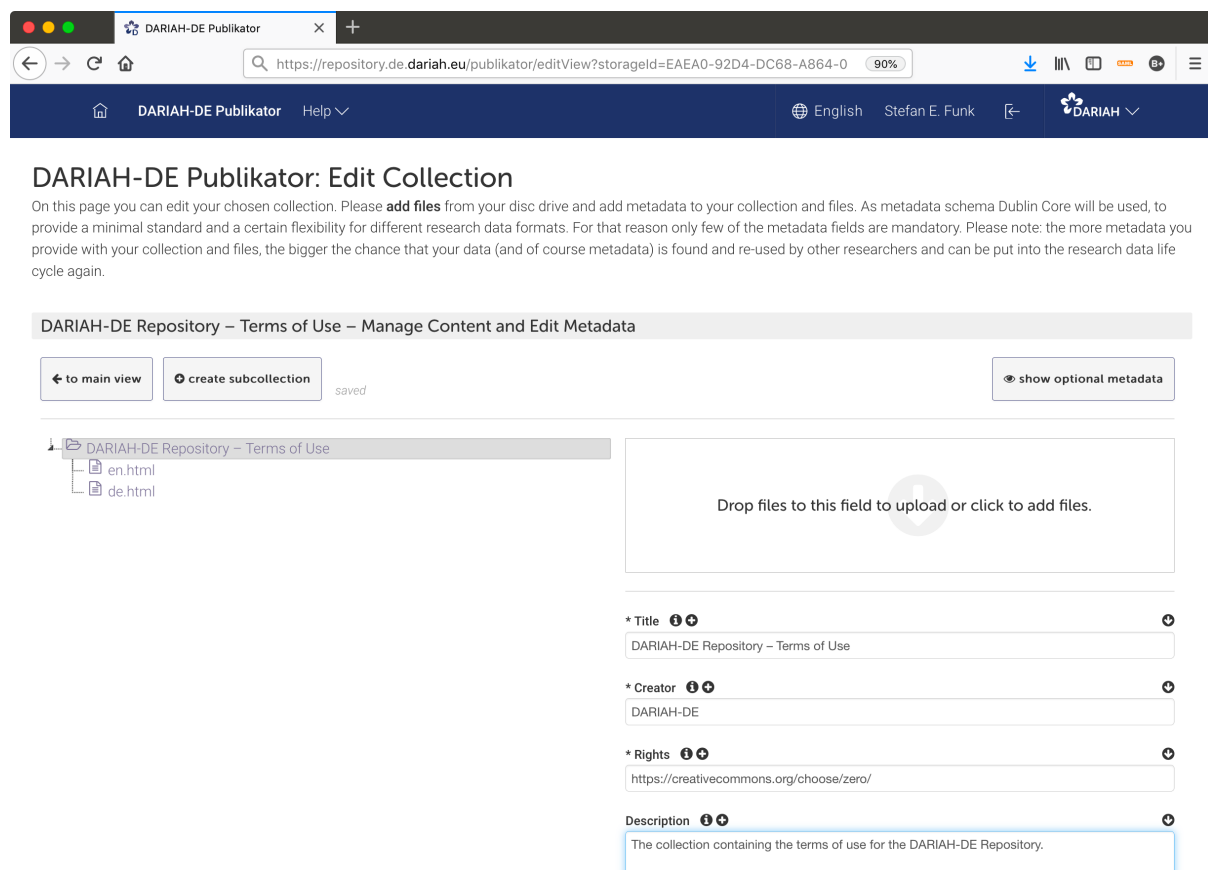 DARIAH-DE Publikator
https://repository.de.dariah.eu/publikator/editView?storageId=EAEA0-92D4-DC68-A864-0 90%
DARIAH-DE Publikator Help English Stefan E. Funk DARIAH
DARIAH-DE Publikator: Edit Collection
On this page you can edit your chosen collection. Please add files from your disc drive and add metadata to your collection and files. As metadata schema Dublin Core will be used, to
provide a minimal standard and a certain flexibility for different research data formats. For that reason only few of the metadata fields are mandatory. Please note: the more metadata you
provide with your collection and files, the bigger the chance that your data (and of course metadata) is found and re-used by other researchers and can be put into the research data life
cycle again.
DARIAH-DE Repository – Terms of Use – Manage Content and Edit Metadata
to main view create subcollection saved show optional metadata
DARIAH-DE Repository – Terms of Use
en.html
de.html
Drop files to this field to upload or click to add files.
* Title
DARIAH-DE Repository – Terms of Use
* Creator
DARIAH-DE
* Rights
https://creativecommons.org/choose/zero/
Description
The collection containing the terms of use for the DARIAH-DE Repository.